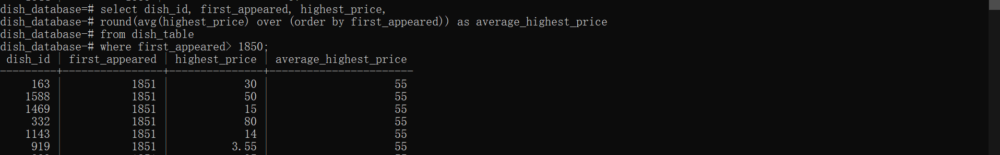 dish_database=# select dish_id, first_appeared, highest_price,
dish_database-# round(avg(highest_price) over (order by first_appeared)) as average_highest_price
dish_database-# from dish_table
dish_database-# where first_appeared> 1850;
dish_id | first_appeared | highest_price | average_highest_price
---------+----------------+---------------+-----------------------
163 | 1851 | 30 | 55
1588 | 1851 | 50 | 55
1469 | 1851 | 15 | 55
332 | 1851 | 80 | 55
1143 | 1851 | 14 | 55
919 | 1851 | 3.55 | 55